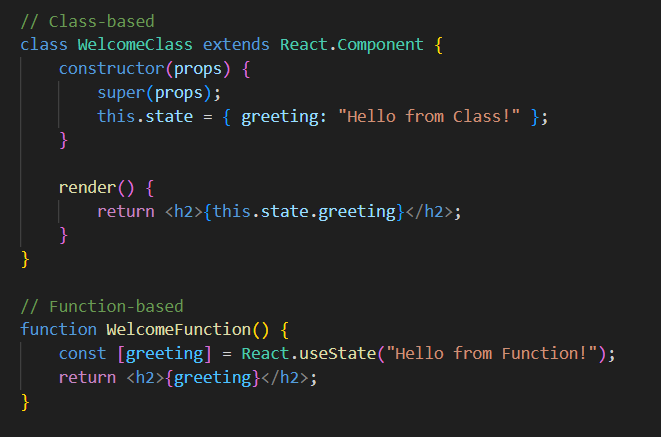 // Class-based
class WelcomeClass extends React.Component {
    constructor(props) {
        super(props);
        this.state = { greeting: "Hello from Class!" };
    }

    render() {
        return <h2>{this.state.greeting}</h2>;
    }
}

// Function-based
function WelcomeFunction() {
    const [greeting] = React.useState("Hello from Function!");
    return <h2>{greeting}</h2>;
}